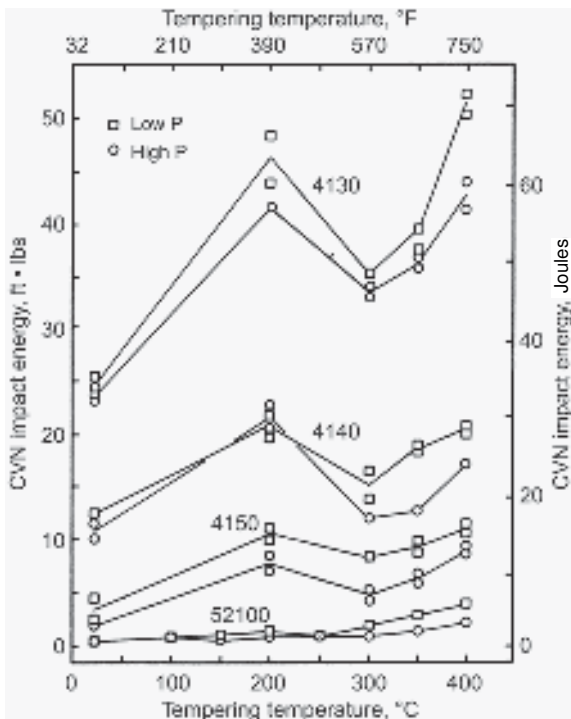 Tempering temperature, °F
32 210 390 570 750
Low P
High P
50
40
30
20
10
0
CVN impact energy, ft • lbs
4130
4140
4150
52100
60
40
20
0
CVN impact energy, Joules
0 100 200 300 400
Tempering temperature, °C